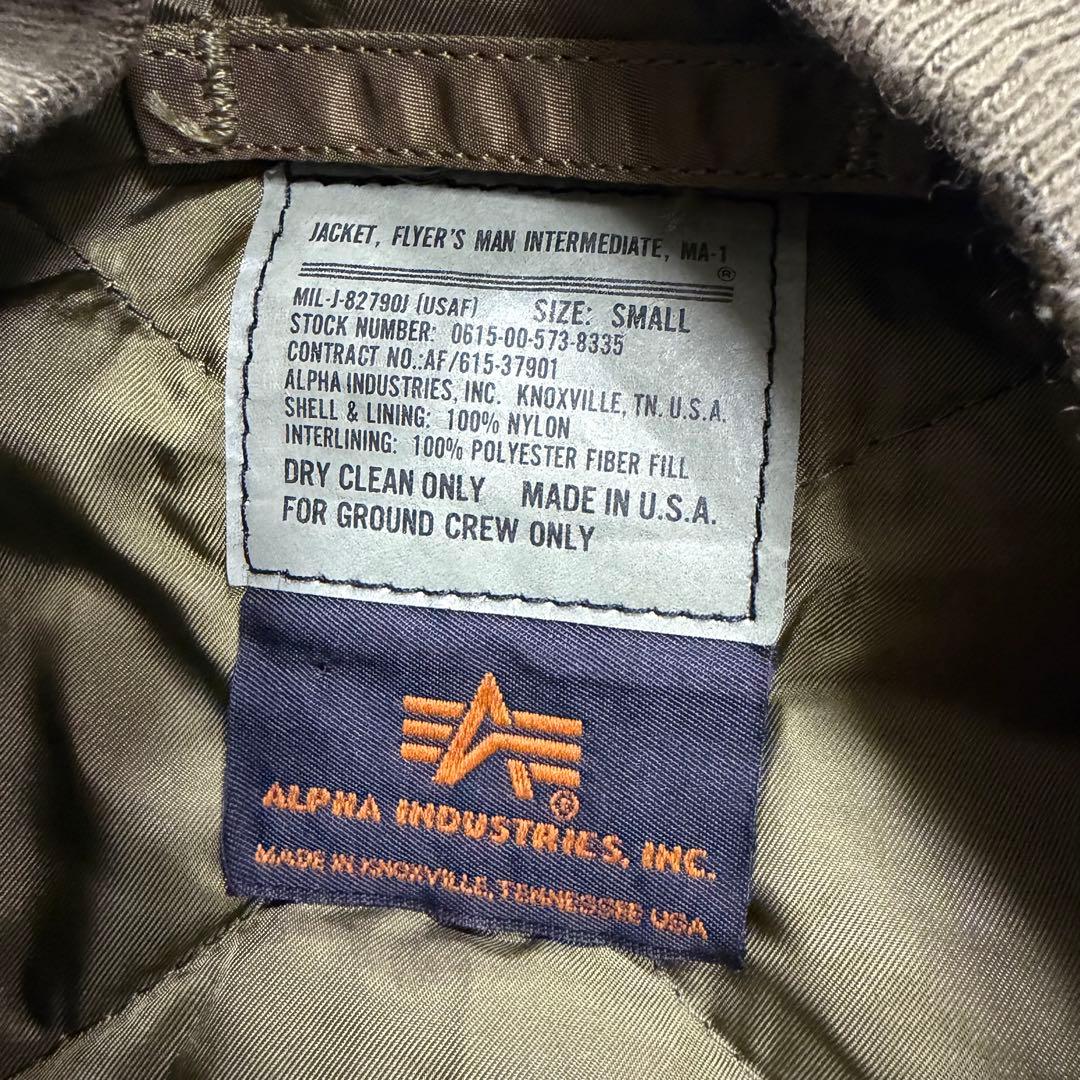 JACKET, FLYER'S MAN INTERMEDIATE, MA-1
®
MIL-J-82790J (USAF) SIZE: SMALL
STOCK NUMBER: 0615-00-573-8335
CONTRACT NO.:AF/615-37901
ALPHA INDUSTRIES, INC. KNOXVILLE, TN. U.S.A.
SHELL & LINING: 100% NYLON
INTERLINING: 100% POLYESTER FIBER FILL
DRY CLEAN ONLY MADE IN U.S.A.
FOR GROUND CREW ONLY
®
ALPHA INDUSTRIES, INC.
MADE IN KNOXVILLE, TENNESSEE USA